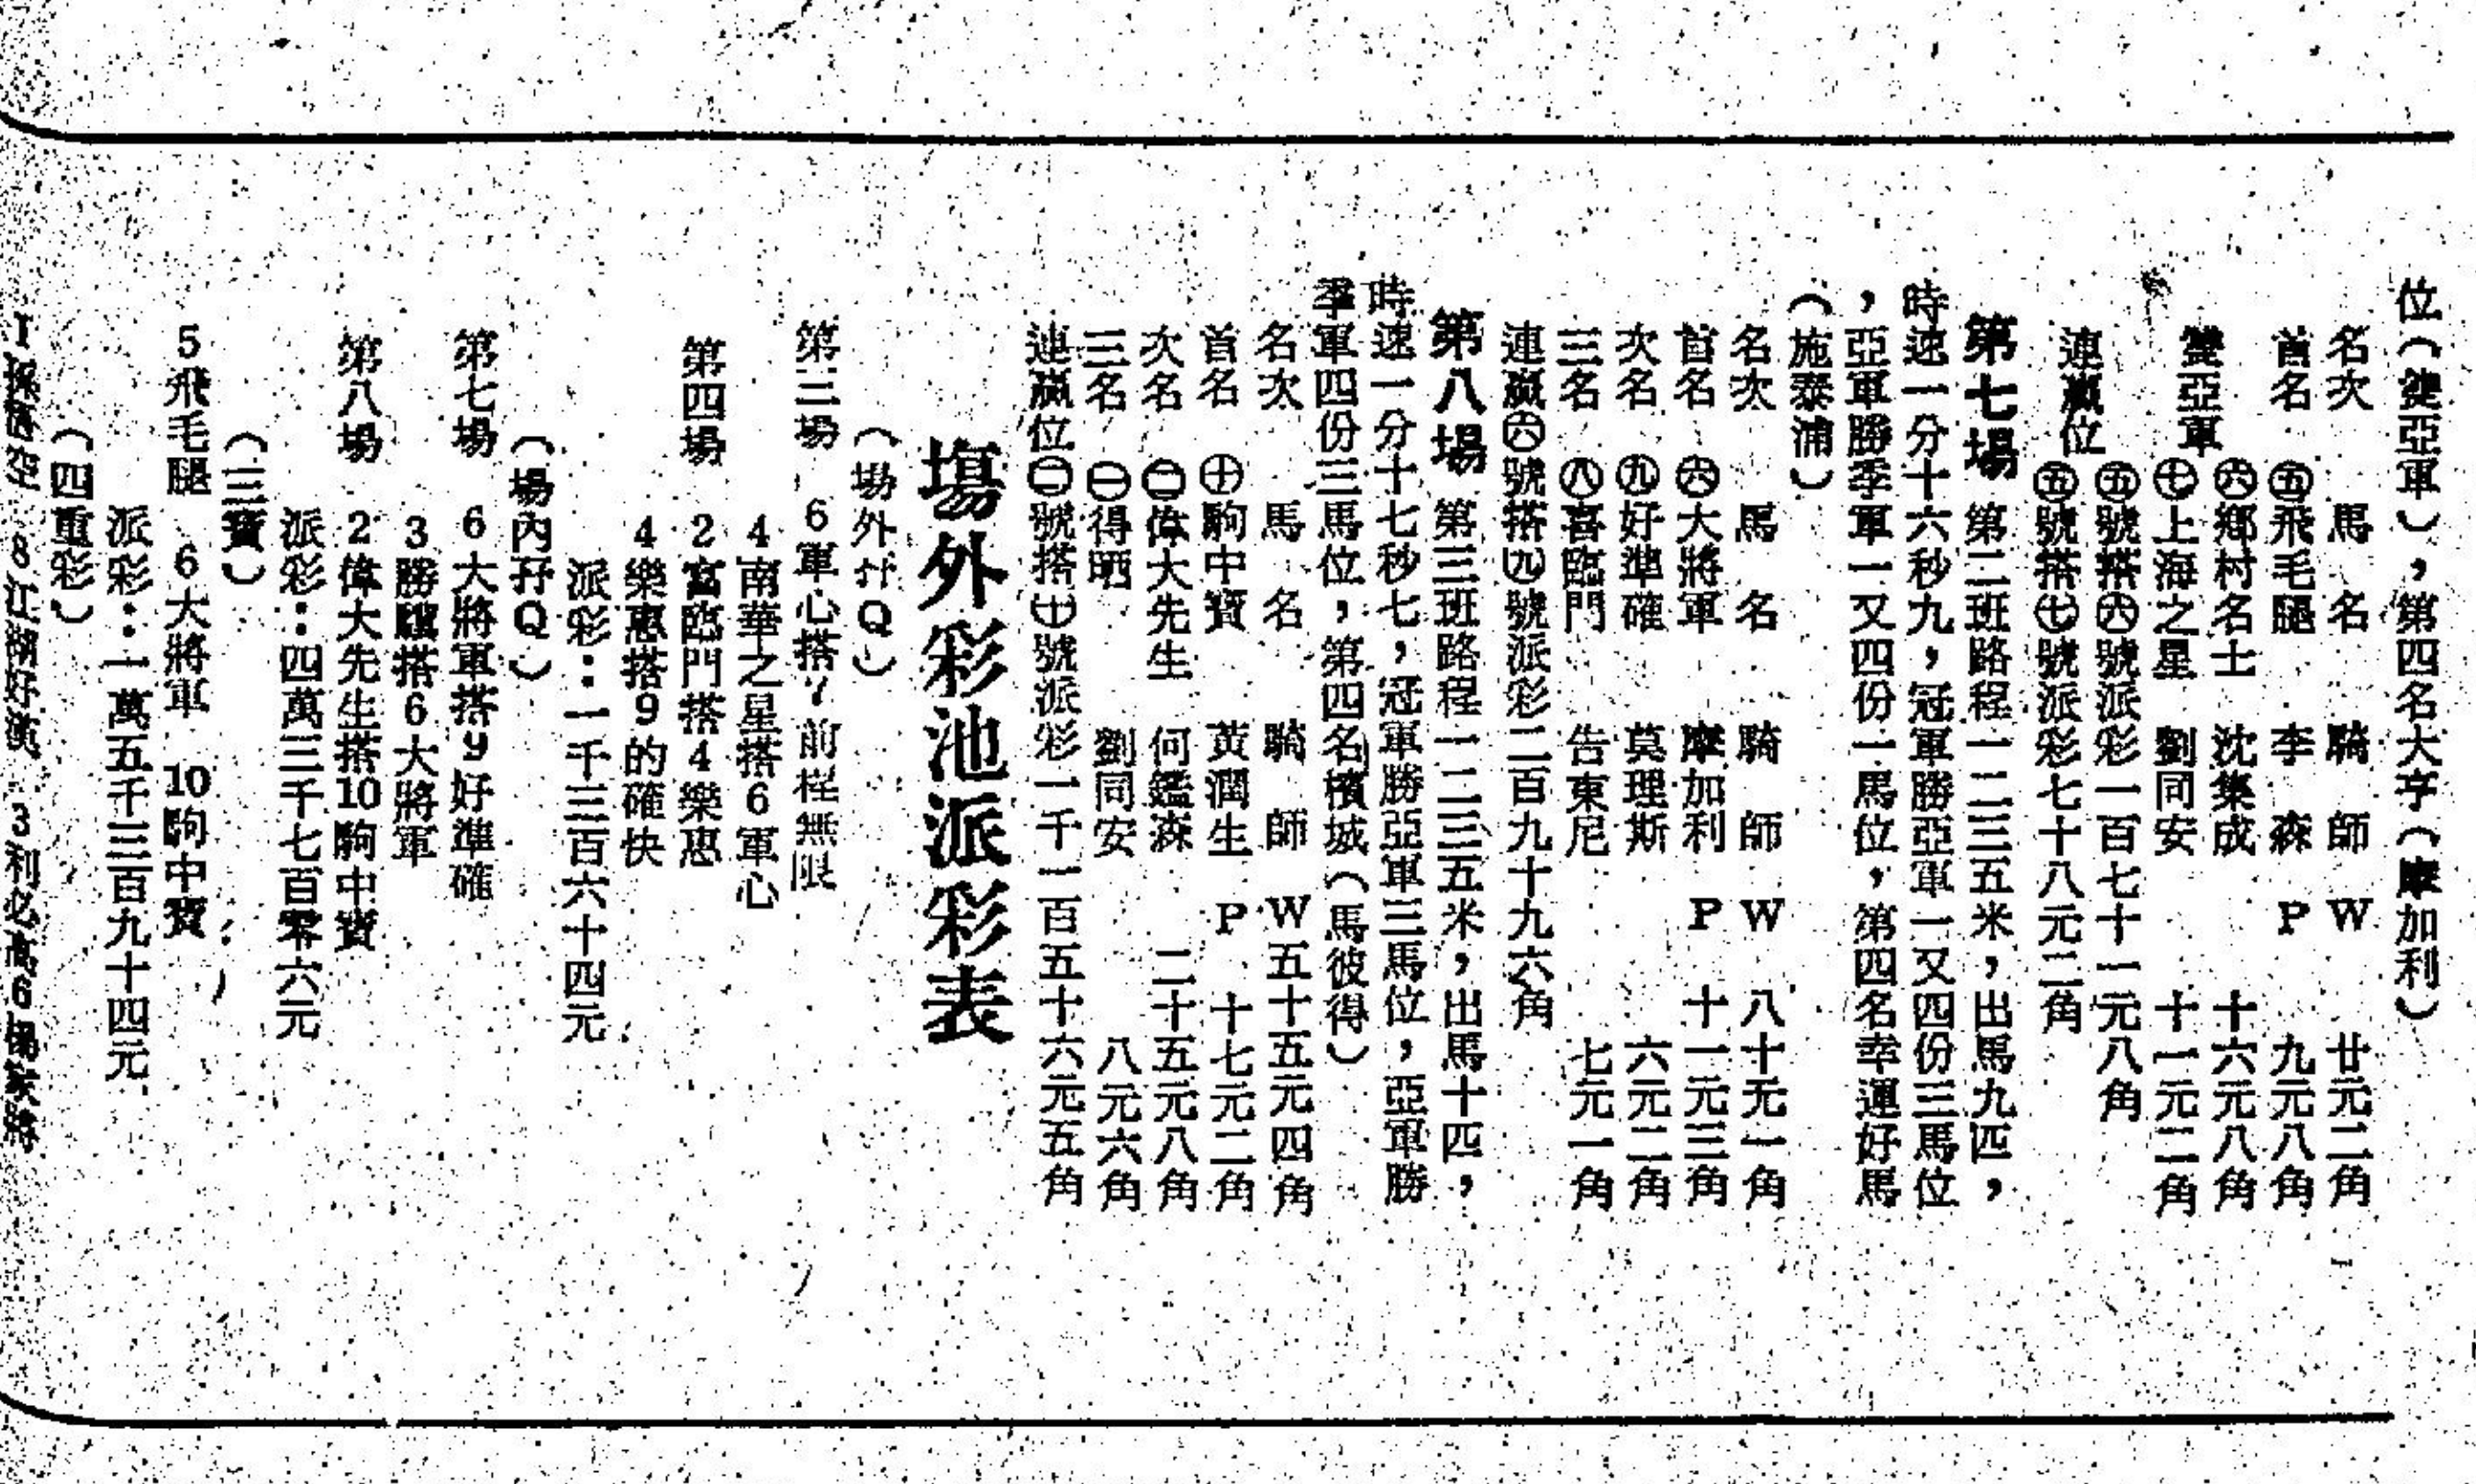 位（雙亞軍），第四名大亨（摩加利）
名次　馬　名　騎　師　W　廿元二角
首名　㊄飛毛腿　李　森　P　九元八角
雙亞軍　㊅鄉村名士　沈集成　十六元八角
㊆上海之星　劉同安　十一元二角
連贏位　㊄號搭㊅號派彩一百七十一元八角
㊄號搭㊆號派彩七十八元二角
第七場　第二班路程一二三五米，出馬九匹，
時速一分十六秒九，冠軍勝亞軍一又四份三馬位
，亞軍勝季軍一又四份一馬位，第四名幸運好馬
（施泰浦）
名次　馬　名　騎　師　W　八十元一角
首名　㊅大將軍　摩加利　P　十一元三角
次名　㊈好準確　莫理斯　六元二角
三名　㊇喜臨門　告東尼　七元一角
連贏㊅號搭㊈號派彩二百九十九六角
第八場　第三班路程一二三五米，出馬十四，
時速一分十七秒七，冠軍勝亞軍三馬位，亞軍勝
季軍四份三馬位，第四名檳城（馬彼得）
名次　馬　名　騎　師　W五十五元四角
首名　㊉駒中寶　黃潤生　P　十七元二角
次名　㊁偉大先生　何鑑森　二十五元八角
三名　㊀得晒　劉同安　八元六角
連贏位㊁號搭㊉號派彩一千一百五十六元五角
塲外彩池派彩表
（場外孖Q）
第三場　6軍心搭7前程無限
4南華之星搭6軍心
第四場　2富臨門搭4樂惠
4樂惠搭9的確快
派彩：一千三百六十四元
（場內孖Q）
第七場　6大將軍搭9好準確
3勝驥搭6大將軍
第八場　2偉大先生搭10駒中寶
派彩：四萬三千七百零六元
（三寶）
5飛毛腿　6大將軍　10駒中寶
派彩：一萬五千三百九十四元
（四重彩）
1　空　8江湖好漢　3利必高6楊家將